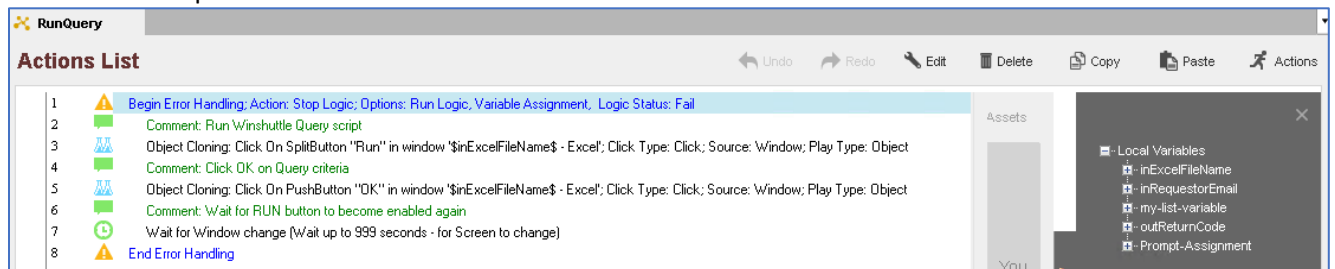 RunQuery
Actions List
Undo Redo Edit Delete Copy Paste Actions
1 Begin Error Handling; Action: Stop Logic; Options: Run Logic, Variable Assignment, Logic Status: Fail
2 Comment: Run Winshuttle Query script
3 Object Cloning: Click On SplitButton "Run" in window '$inExcelFileName$ - Excel'; Click Type: Click; Source: Window; Play Type: Object
4 Comment: Click OK on Query criteria
5 Object Cloning: Click On PushButton "OK" in window '$inExcelFileName$ - Excel'; Click Type: Click; Source: Window; Play Type: Object
6 Comment: Wait for RUN button to become enabled again
7 Wait for Window change (Wait up to 999 seconds - for Screen to change)
8 End Error Handling
Assets
You
Local Variables
inExcelFileName
inRequestorEmail
my-list-variable
outReturnCode
Prompt-Assignment